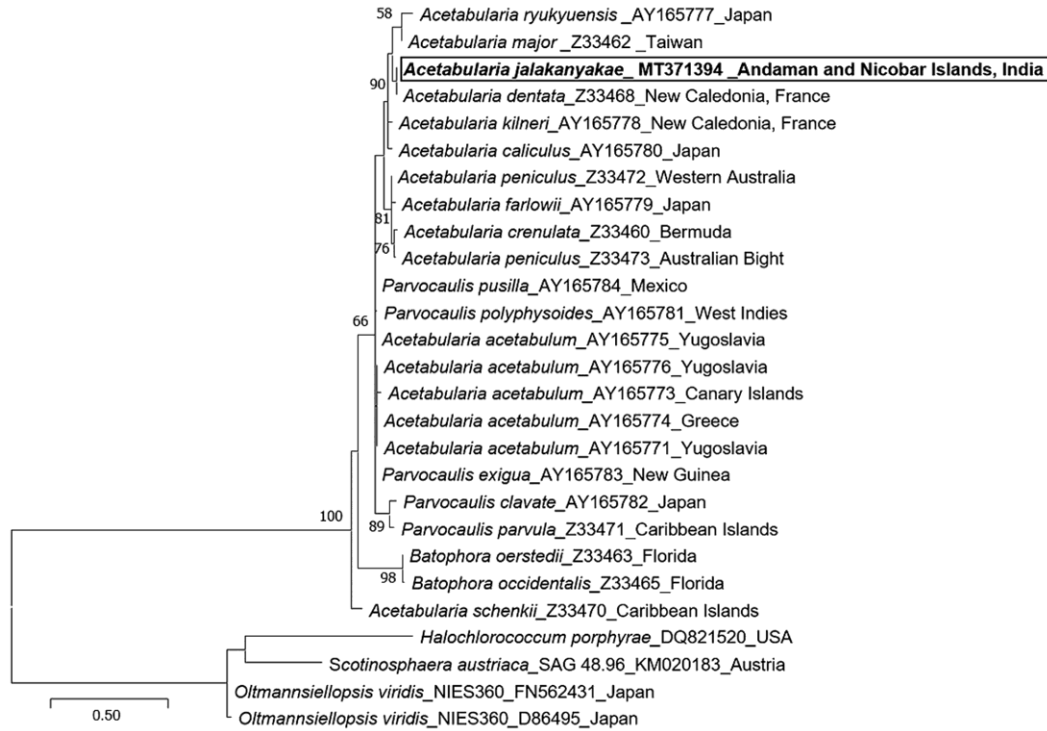 58
Acetabularia ryukyuensis _AY165777_Japan
Acetabularia major _Z33462 _Taiwan
Acetabularia jalakanyakae_ MT371394 _Andaman and Nicobar Islands, India
90
Acetabularia dentata_Z33468_New Caledonia, France
Acetabularia kilneri_AY165778_New Caledonia, France
Acetabularia caliculus_AY165780_Japan
Acetabularia peniculus_Z33472_Western Australia
Acetabularia farlowii_AY165779_Japan
81
Acetabularia crenulata_Z33460_Bermuda
76
Acetabularia peniculus_Z33473_Australian Bight
Parvocaulis pusilla_AY165784_Mexico
Parvocaulis polyphysoides_AY165781_West Indies
66
Acetabularia acetabulum_AY165775_Yugoslavia
Acetabularia acetabulum_AY165776_Yugoslavia
Acetabularia acetabulum_AY165773_Canary Islands
Acetabularia acetabulum_AY165774_Greece
Acetabularia acetabulum_AY165771_Yugoslavia
Parvocaulis exigua_AY165783_New Guinea
Parvocaulis clavate_AY165782_Japan
100
89
Parvocaulis parvula_Z33471_Caribbean Islands
Batophora oerstedii_Z33463_Florida
98
Batophora occidentalis_Z33465_Florida
Acetabularia schenkii_Z33470_Caribbean Islands
Halochlorococcum porphyrae_DQ821520_USA
Scotinosphaera austriaca_SAG 48.96_KM020183_Austria
Oltmannsiellopsis viridis_NIES360_FN562431_Japan
Oltmannsiellopsis viridis_NIES360_D86495_Japan
0.50